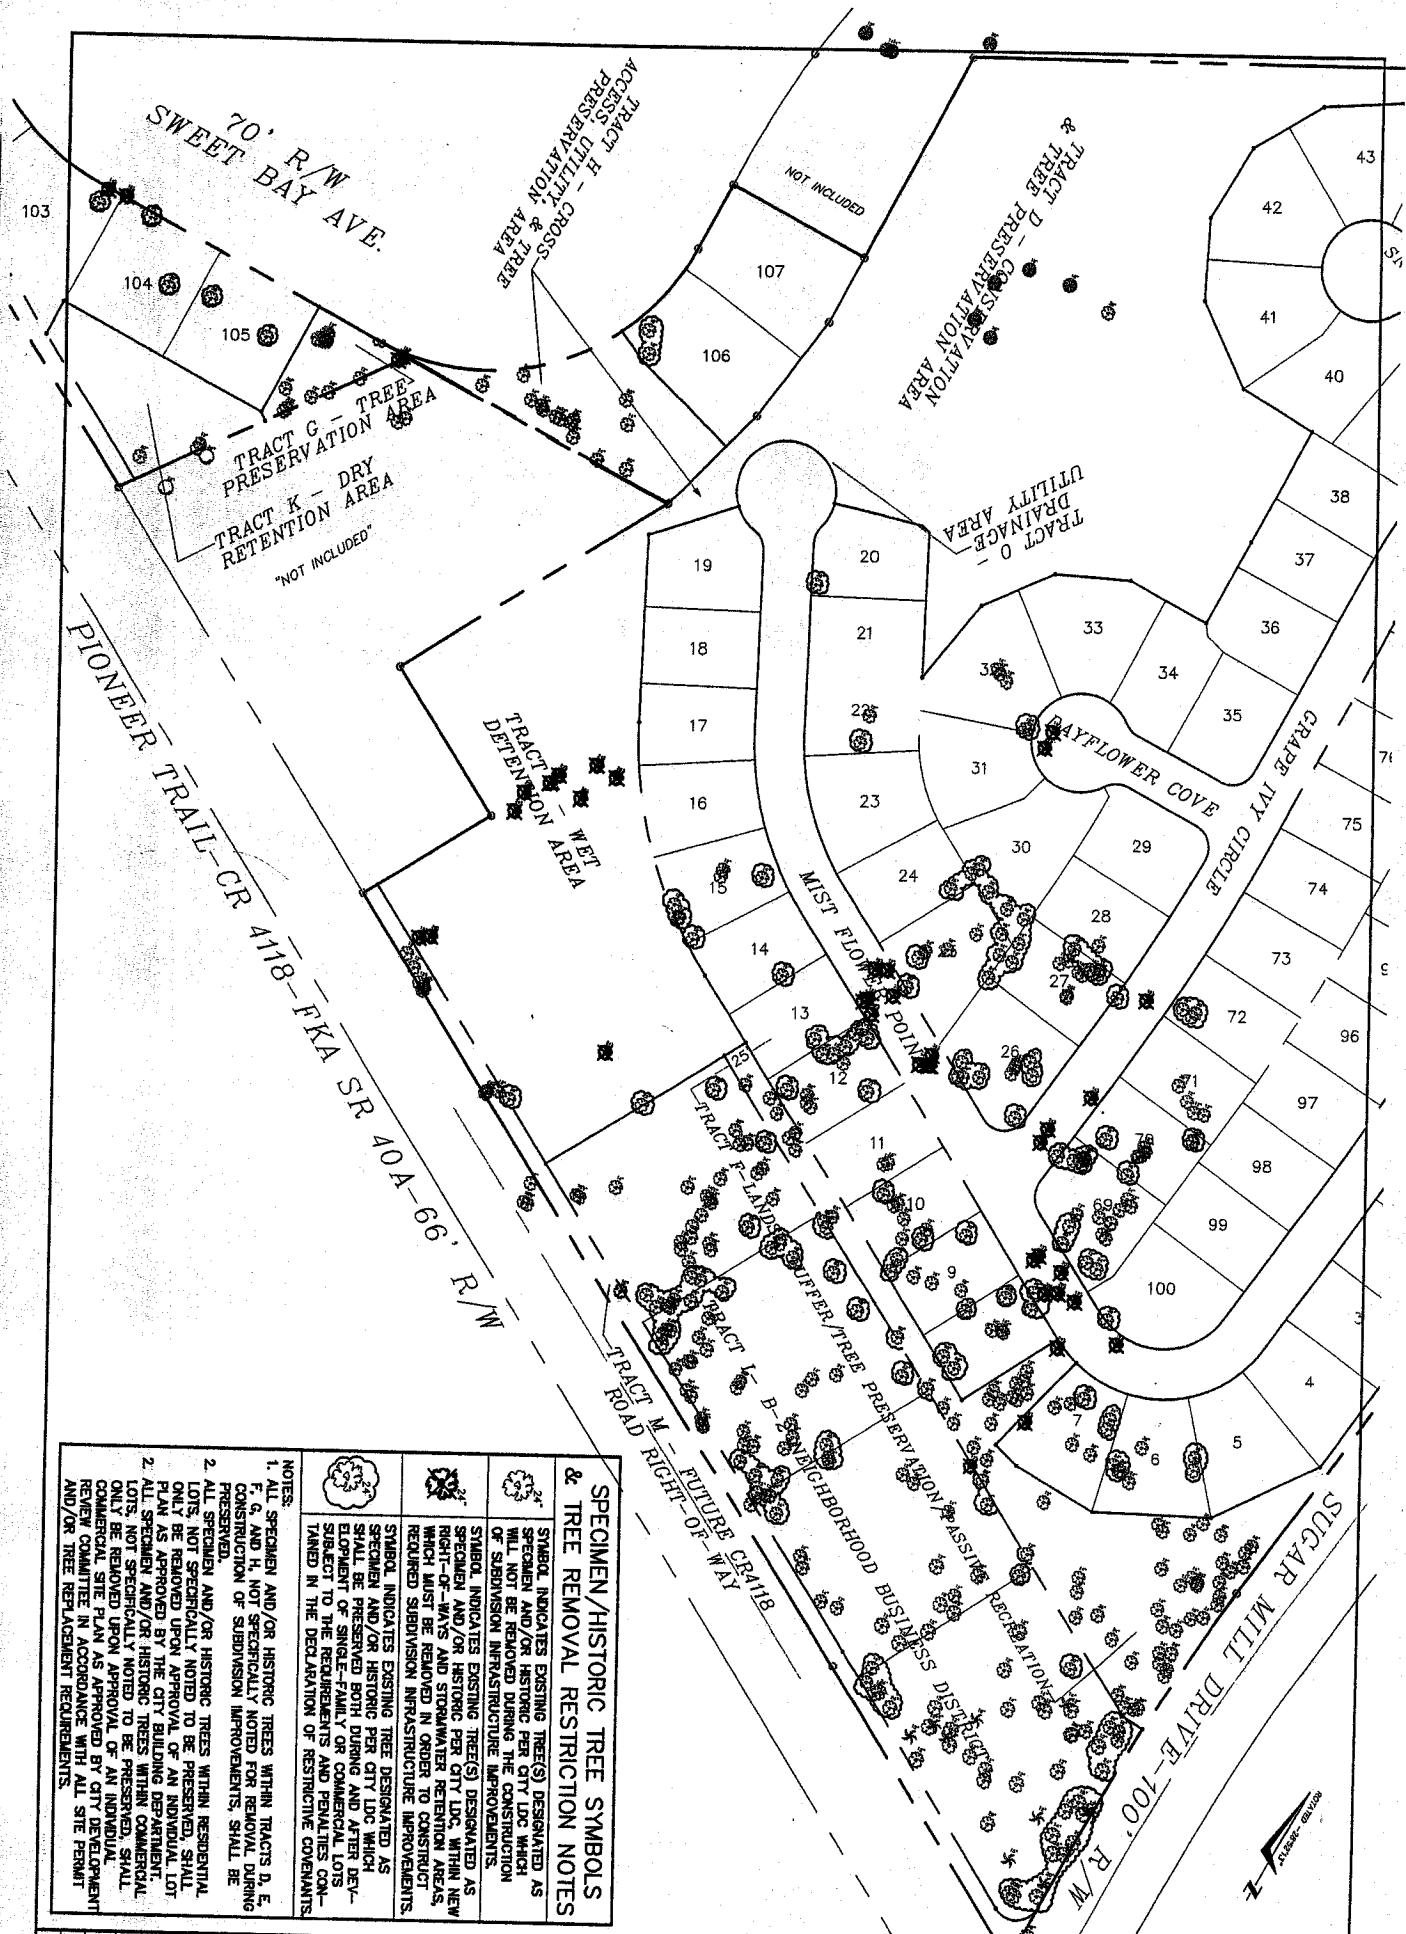 70' R/W
SWEET BAY AVE.
TRACT H - CROSS
ACCESS, UTILITY, & TREE
PRESERVATION AREA
NOT INCLUDED
TRACT D - CONSERVATION
& TREE PRESERVATION AREA
43
42
41
40
38
37
36
35
34
33
31
30
29
28
27
26
24
23
21
20
19
18
17
16
15
14
13
12
11
10
9
7
6
5
4
3
103
104
105
106
107
TRACT G - TREE
PRESERVATION AREA
TRACT K - DRY
RETENTION AREA
"NOT INCLUDED"
TRACT O -
DRAINAGE
UTILITY AREA
BAYFLOWER COVE
GRAPE IVY CIRCLE
75
74
73
72
71
69
96
97
98
99
100
MIST FLOWER POINT
PIONEER TRAIL-CR 4118-FKA SR 40A-66' R/W
WET
DETENTION AREA
25'
TRACT F-LANDSCAPE BUFFER/TREE PRESERVATION/PASSIVE RECREATION
TRACT L - B-2 NEIGHBORHOOD BUSINESS DISTRICT
TRACT M - FUTURE CR4118
ROAD RIGHT-OF-WAY
SUGAR MILL DRIVE-100' R/W
SPECIMEN/HISTORIC TREE SYMBOLS
& TREE REMOVAL RESTRICTION NOTES
24"
SYMBOL INDICATES EXISTING TREE(S) DESIGNATED AS
SPECIMEN AND/OR HISTORIC PER CITY LDC WHICH
WILL NOT BE REMOVED DURING THE CONSTRUCTION
OF SUBDIVISION INFRASTRUCTURE IMPROVEMENTS.
24"
SYMBOL INDICATES EXISTING TREE(S) DESIGNATED AS
SPECIMEN AND/OR HISTORIC PER CITY LDC, WITHIN NEW
RIGHT-OF-WAYS AND STORMWATER RETENTION AREAS,
WHICH MUST BE REMOVED IN ORDER TO CONSTRUCT
REQUIRED SUBDIVISION INFRASTRUCTURE IMPROVEMENTS.
24"
SYMBOL INDICATES EXISTING TREE DESIGNATED AS
SPECIMEN AND/OR HISTORIC PER CITY LDC WHICH
SHALL BE PRESERVED BOTH DURING AND AFTER DEV-
ELOPMENT OF SINGLE-FAMILY OR COMMERCIAL LOTS
SUBJECT TO THE REQUIREMENTS AND PENALTIES CON-
TAINED IN THE DECLARATION OF RESTRICTIVE COVENANTS.
NOTES:
1. ALL SPECIMEN AND/OR HISTORIC TREES WITHIN TRACTS D, E,
F, G, AND H, NOT SPECIFICALLY NOTED FOR REMOVAL DURING
CONSTRUCTION OF SUBDIVISION IMPROVEMENTS, SHALL BE
PRESERVED.
2. ALL SPECIMEN AND/OR HISTORIC TREES WITHIN RESIDENTIAL
LOTS, NOT SPECIFICALLY NOTED TO BE PRESERVED, SHALL
ONLY BE REMOVED UPON APPROVAL OF AN INDIVIDUAL LOT
PLAN AS APPROVED BY THE CITY BUILDING DEPARTMENT.
2. ALL SPECIMEN AND/OR HISTORIC TREES WITHIN COMMERCIAL
LOTS, NOT SPECIFICALLY NOTED TO BE PRESERVED, SHALL
ONLY BE REMOVED UPON APPROVAL OF AN INDIVIDUAL
COMMERCIAL SITE PLAN AS APPROVED BY CITY DEVELOPMENT
REVIEW COMMITTEE IN ACCORDANCE WITH ALL SITE PERMIT
AND/OR TREE REPLACEMENT REQUIREMENTS.